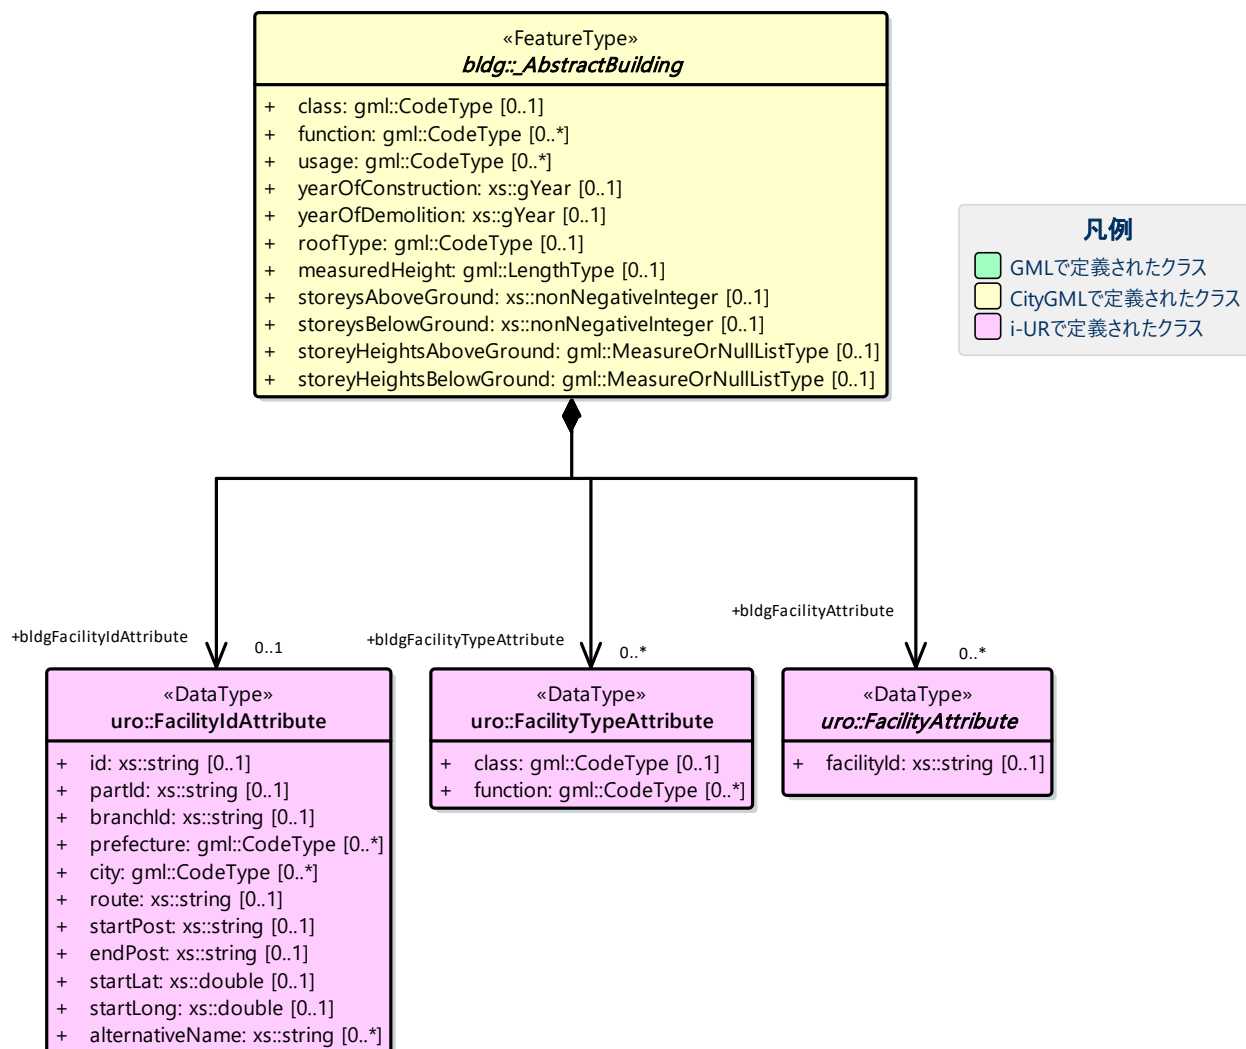 «FeatureType»
bldg::_AbstractBuilding
+ class: gml::CodeType [0..1]
+ function: gml::CodeType [0..*]
+ usage: gml::CodeType [0..*]
+ yearOfConstruction: xs::gYear [0..1]
+ yearOfDemolition: xs::gYear [0..1]
+ roofType: gml::CodeType [0..1]
+ measuredHeight: gml::LengthType [0..1]
+ storeysAboveGround: xs::nonNegativeInteger [0..1]
+ storeysBelowGround: xs::nonNegativeInteger [0..1]
+ storeyHeightsAboveGround: gml::MeasureOrNullListType [0..1]
+ storeyHeightsBelowGround: gml::MeasureOrNullListType [0..1]
凡例
GMLで定義されたクラス
CityGMLで定義されたクラス
i-URで定義されたクラス
+bldgFacilityIdAttribute
0..1
+bldgFacilityTypeAttribute
0..*
+bldgFacilityAttribute
0..*
«DataType»
uro::FacilityIdAttribute
+ id: xs::string [0..1]
+ partId: xs::string [0..1]
+ branchId: xs::string [0..1]
+ prefecture: gml::CodeType [0..*]
+ city: gml::CodeType [0..*]
+ route: xs::string [0..1]
+ startPost: xs::string [0..1]
+ endPost: xs::string [0..1]
+ startLat: xs::double [0..1]
+ startLong: xs::double [0..1]
+ alternativeName: xs::string [0..*]
«DataType»
uro::FacilityTypeAttribute
+ class: gml::CodeType [0..1]
+ function: gml::CodeType [0..*]
«DataType»
uro::FacilityAttribute
+ facilityId: xs::string [0..1]